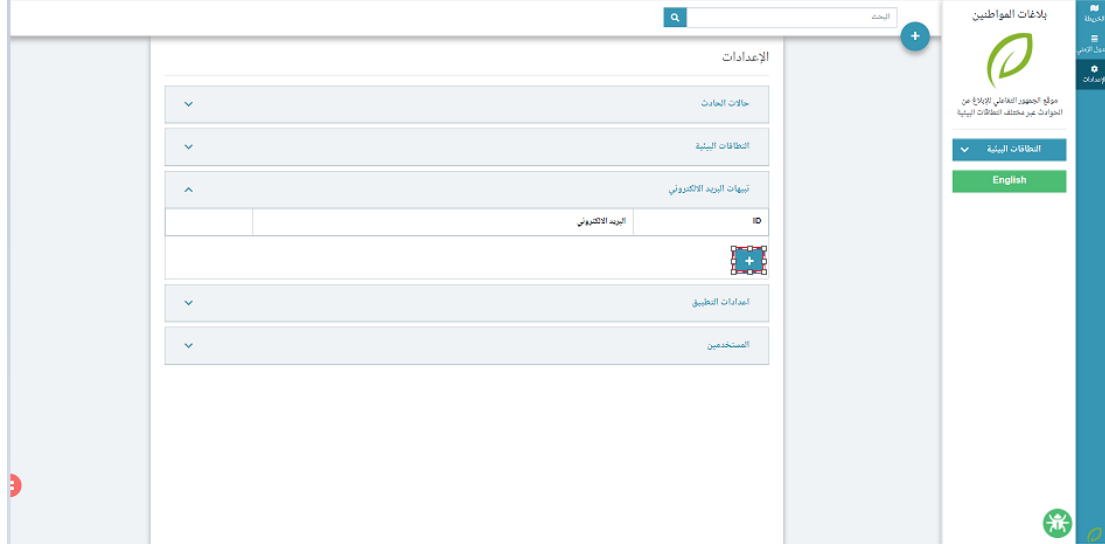 الخريطة
الإعدادات
بلاغات المواطنين
موقع الجمهور التفاعلي للإبلاغ عن
الحوادث عبر مختلف النطاقات البيئية
النطاقات البيئية
English
البحث
الإعدادات
حالات الحادث
النطاقات البيئية
تبيهات البريد الالكتروني
ID
البريد الالكتروني
+
اعدادات التطبيق
المستخدمين
+